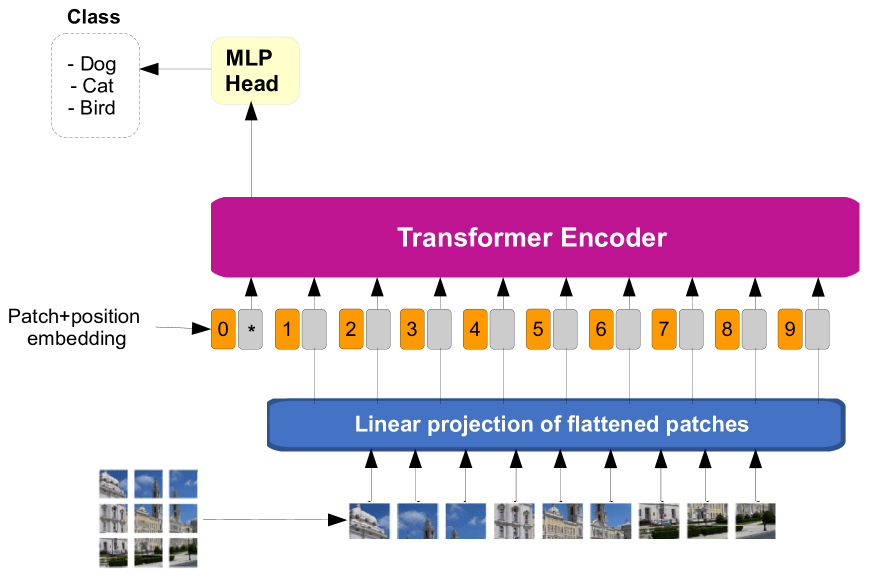 Class
- Dog
- Cat
- Bird
MLP
Head
Transformer Encoder
Patch+position
embedding
0 * 1 2 3 4 5 6 7 8 9
Linear projection of flattened patches